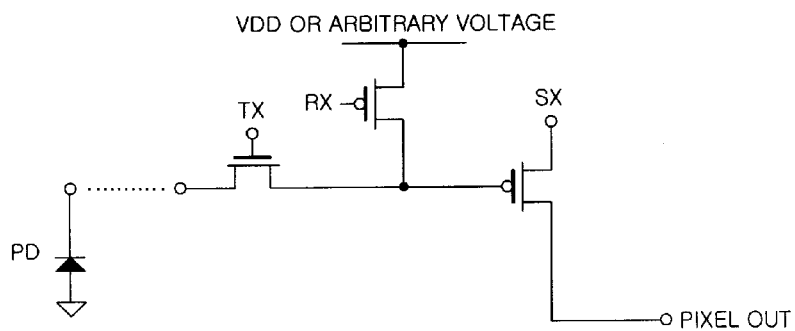 VDD OR ARBITRARY VOLTAGE
RX
TX
SX
PD
PIXEL OUT